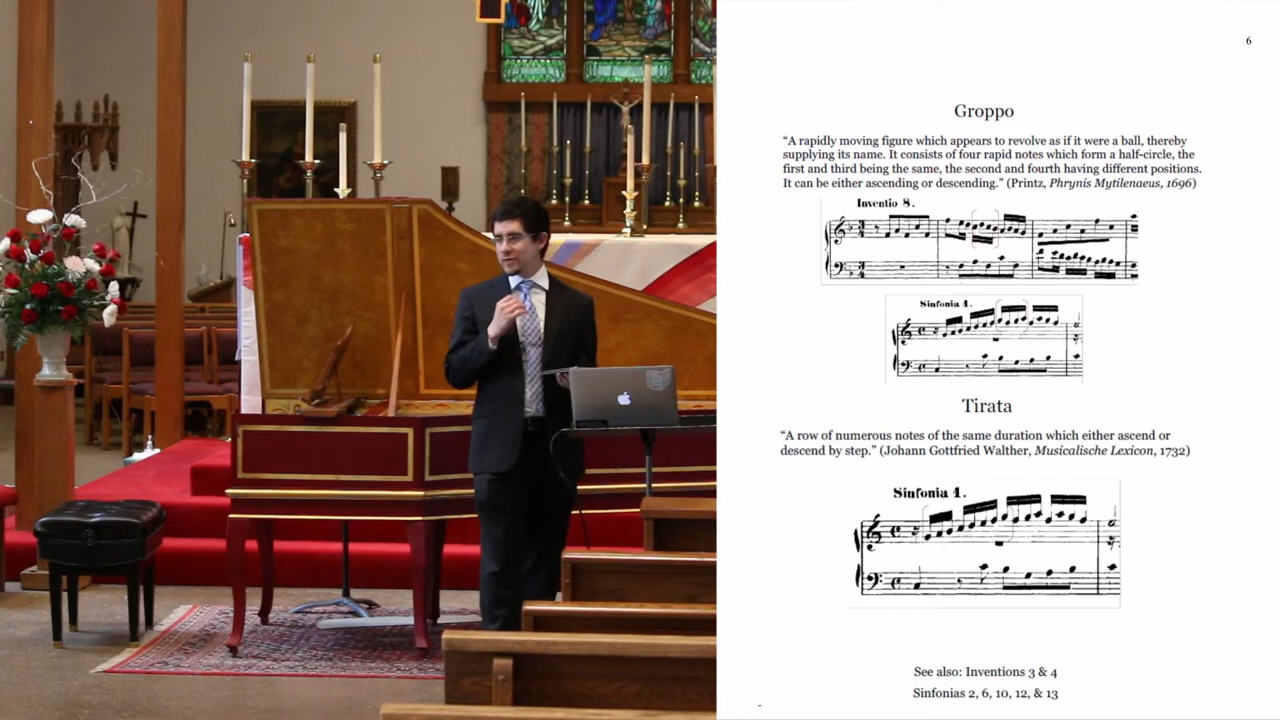 6
Groppo
“A rapidly moving figure which appears to revolve as if it were a ball, thereby
supplying its name. It consists of four rapid notes which form a half-circle, the
first and third being the same, the second and fourth having different positions.
It can be either ascending or descending.” (Printz, Phrynis Mytilenaeus, 1696)
Inventio 8.
Sinfonia 1.
Tirata
“A row of numerous notes of the same duration which either ascend or
descend by step.” (Johann Gottfried Walther, Musicalische Lexicon, 1732)
Sinfonia 1.
See also: Inventions 3 & 4
Sinfonias 2, 6, 10, 12, & 13